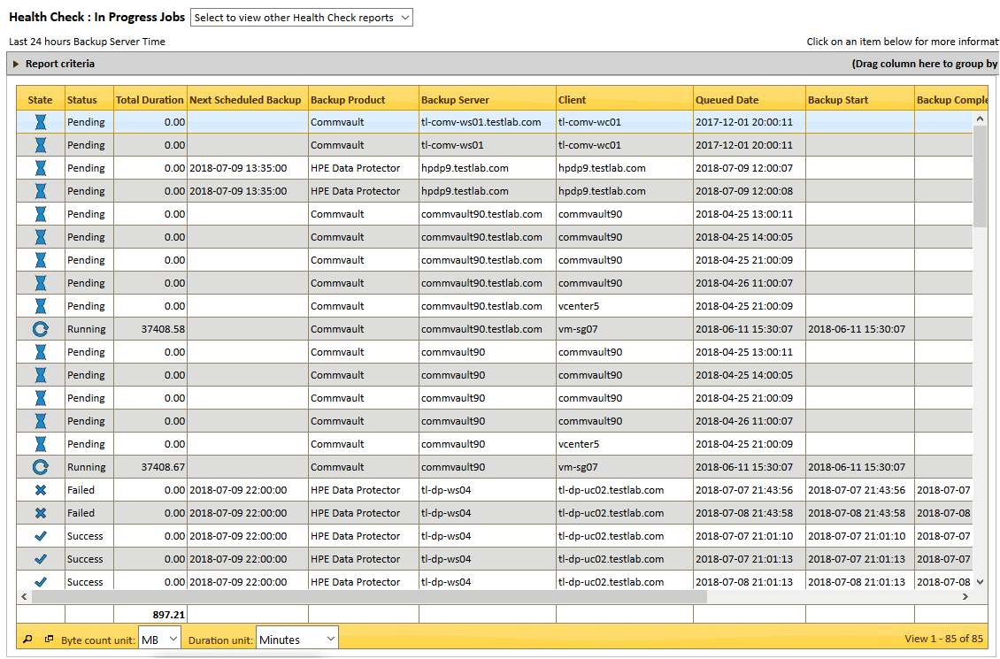 Health Check : In Progress Jobs Select to view other Health Check reports
Last 24 hours Backup Server Time Click on an item below for more informat
Report criteria (Drag column here to group by
State Status Total Duration Next Scheduled Backup Backup Product Backup Server Client Queued Date Backup Start Backup Comple
Pending 0.00 Commvault tl-comv-ws01.testlab.com tl-comv-wc01 2017-12-01 20:00:11
Pending 0.00 Commvault tl-comv-ws01 tl-comv-wc01 2017-12-01 20:00:11
Pending 0.00 2018-07-09 13:35:00 HPE Data Protector hpdp9.testlab.com hpdp9.testlab.com 2018-07-09 12:00:07
Pending 0.00 2018-07-09 13:35:00 HPE Data Protector hpdp9.testlab.com hpdp9.testlab.com 2018-07-09 12:00:08
Pending 0.00 Commvault commvault90.testlab.com commvault90 2018-04-25 13:00:11
Pending 0.00 Commvault commvault90.testlab.com commvault90 2018-04-25 14:00:05
Pending 0.00 Commvault commvault90.testlab.com commvault90 2018-04-25 21:00:09
Pending 0.00 Commvault commvault90.testlab.com commvault90 2018-04-26 11:00:07
Pending 0.00 Commvault commvault90.testlab.com vcenter5 2018-04-25 21:00:09
Running 37408.58 Commvault commvault90.testlab.com vm-sg07 2018-06-11 15:30:07 2018-06-11 15:30:07
Pending 0.00 Commvault commvault90 commvault90 2018-04-25 13:00:11
Pending 0.00 Commvault commvault90 commvault90 2018-04-25 14:00:05
Pending 0.00 Commvault commvault90 commvault90 2018-04-25 21:00:09
Pending 0.00 Commvault commvault90 commvault90 2018-04-26 11:00:07
Pending 0.00 Commvault commvault90 vcenter5 2018-04-25 21:00:09
Running 37408.67 Commvault commvault90 vm-sg07 2018-06-11 15:30:07 2018-06-11 15:30:07
Failed 0.00 2018-07-09 22:00:00 HPE Data Protector tl-dp-ws04 tl-dp-uc02.testlab.com 2018-07-07 21:43:56 2018-07-07 21:43:56 2018-07-07
Failed 0.00 2018-07-09 22:00:00 HPE Data Protector tl-dp-ws04 tl-dp-uc02.testlab.com 2018-07-08 21:43:58 2018-07-08 21:43:58 2018-07-08
Success 0.00 2018-07-09 22:00:00 HPE Data Protector tl-dp-ws04 tl-dp-uc02.testlab.com 2018-07-07 21:01:10 2018-07-07 21:01:10 2018-07-07
Success 0.00 2018-07-09 22:00:00 HPE Data Protector tl-dp-ws04 tl-dp-uc02.testlab.com 2018-07-07 21:01:13 2018-07-07 21:01:13 2018-07-07
Success 0.00 2018-07-09 22:00:00 HPE Data Protector tl-dp-ws04 tl-dp-uc02.testlab.com 2018-07-08 21:01:13 2018-07-08 21:01:13 2018-07-08
897.21
Byte count unit: MB Duration unit: Minutes View 1 - 85 of 85